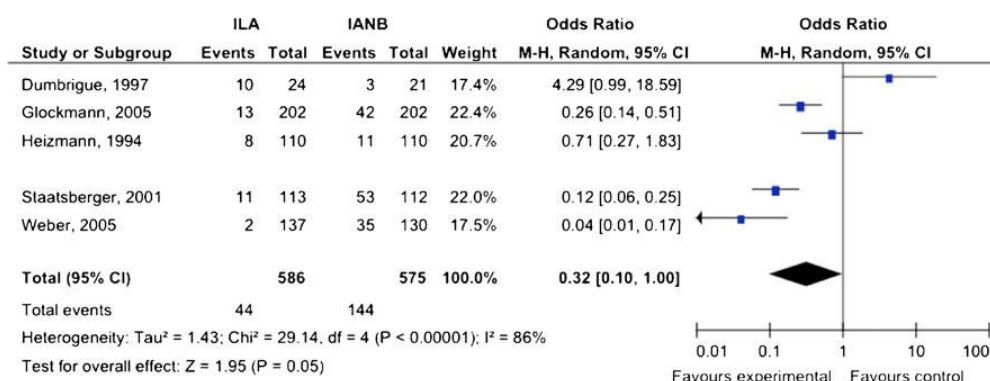 ILA IANB Odds Ratio Odds Ratio
Study or Subgroup Events Total Events Total Weight M-H, Random, 95% CI M-H, Random, 95% CI
Dumbrigue, 1997 10 24 3 21 17.4% 4.29 [0.99, 18.59]
Glockmann, 2005 13 202 42 202 22.4% 0.26 [0.14, 0.51]
Heizmann, 1994 8 110 11 110 20.7% 0.71 [0.27, 1.83]
Staatsberger, 2001 11 113 53 112 22.0% 0.12 [0.06, 0.25]
Weber, 2005 2 137 35 130 17.5% 0.04 [0.01, 0.17]
Total (95% CI) 586 575 100.0% 0.32 [0.10, 1.00]
Total events 44 144
Heterogeneity: Tau² = 1.43; Chi² = 29.14, df = 4 (P < 0.00001); I² = 86%
Test for overall effect: Z = 1.95 (P = 0.05)
0.01 0.1 1 10 100
Favours experimental Favours control